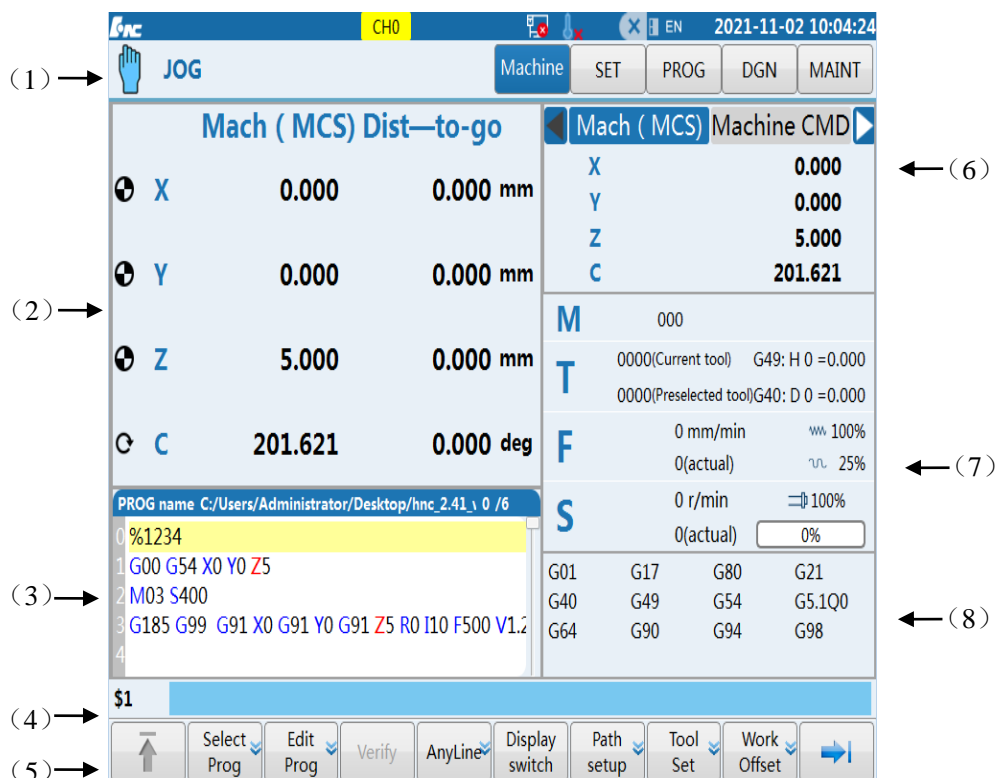 HNC CH0 EN 2021-11-02 10:04:24
(1) JOG Machine SET PROG DGN MAINT
Mach ( MCS) Dist—to-go
X 0.000 0.000 mm
Y 0.000 0.000 mm
(2)
Z 5.000 0.000 mm
C 201.621 0.000 deg
Mach ( MCS) Machine CMD
X 0.000 (6)
Y 0.000
Z 5.000
C 201.621
M 000
T 0000(Current tool) G49: H 0 =0.000
0000(Preselected tool)G40: D 0 =0.000
F 0 mm/min 100%
0(actual) 25%
(7)
S 0 r/min 100%
0(actual) 0%
PROG name C:/Users/Administrator/Desktop/hnc_2.41_ 0 /6
0 %1234
1 G00 G54 X0 Y0 Z5
(3) 2 M03 S400
3 G185 G99 G91 X0 G91 Y0 G91 Z5 R0 I10 F500 V1.2
4
G01 G17 G80 G21
G40 G49 G54 G5.1Q0
(8)
G64 G90 G94 G98
$1
(4)
(5) Select Prog Edit Prog Verify AnyLine Display switch Path setup Tool Set Work Offset